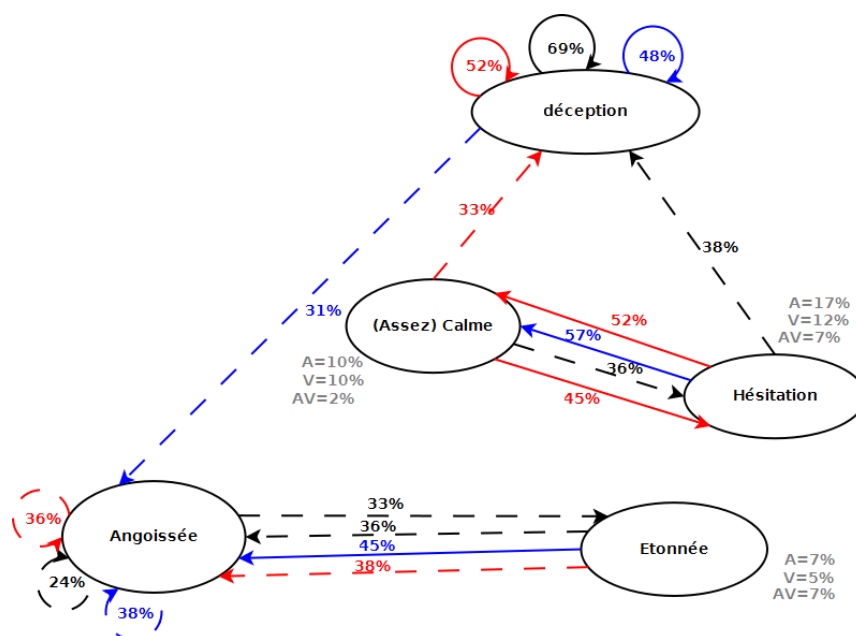 69%
52%
48%
déception
33%
38%
31%
A=17%
V=12%
AV=7%
(Assez) Calme
52%
57%
36%
45%
A=10%
V=10%
AV=2%
Hésitation
33%
36%
36%
Angoissée
45%
38%
Etonnée
24%
38%
A=7%
V=5%
AV=7%